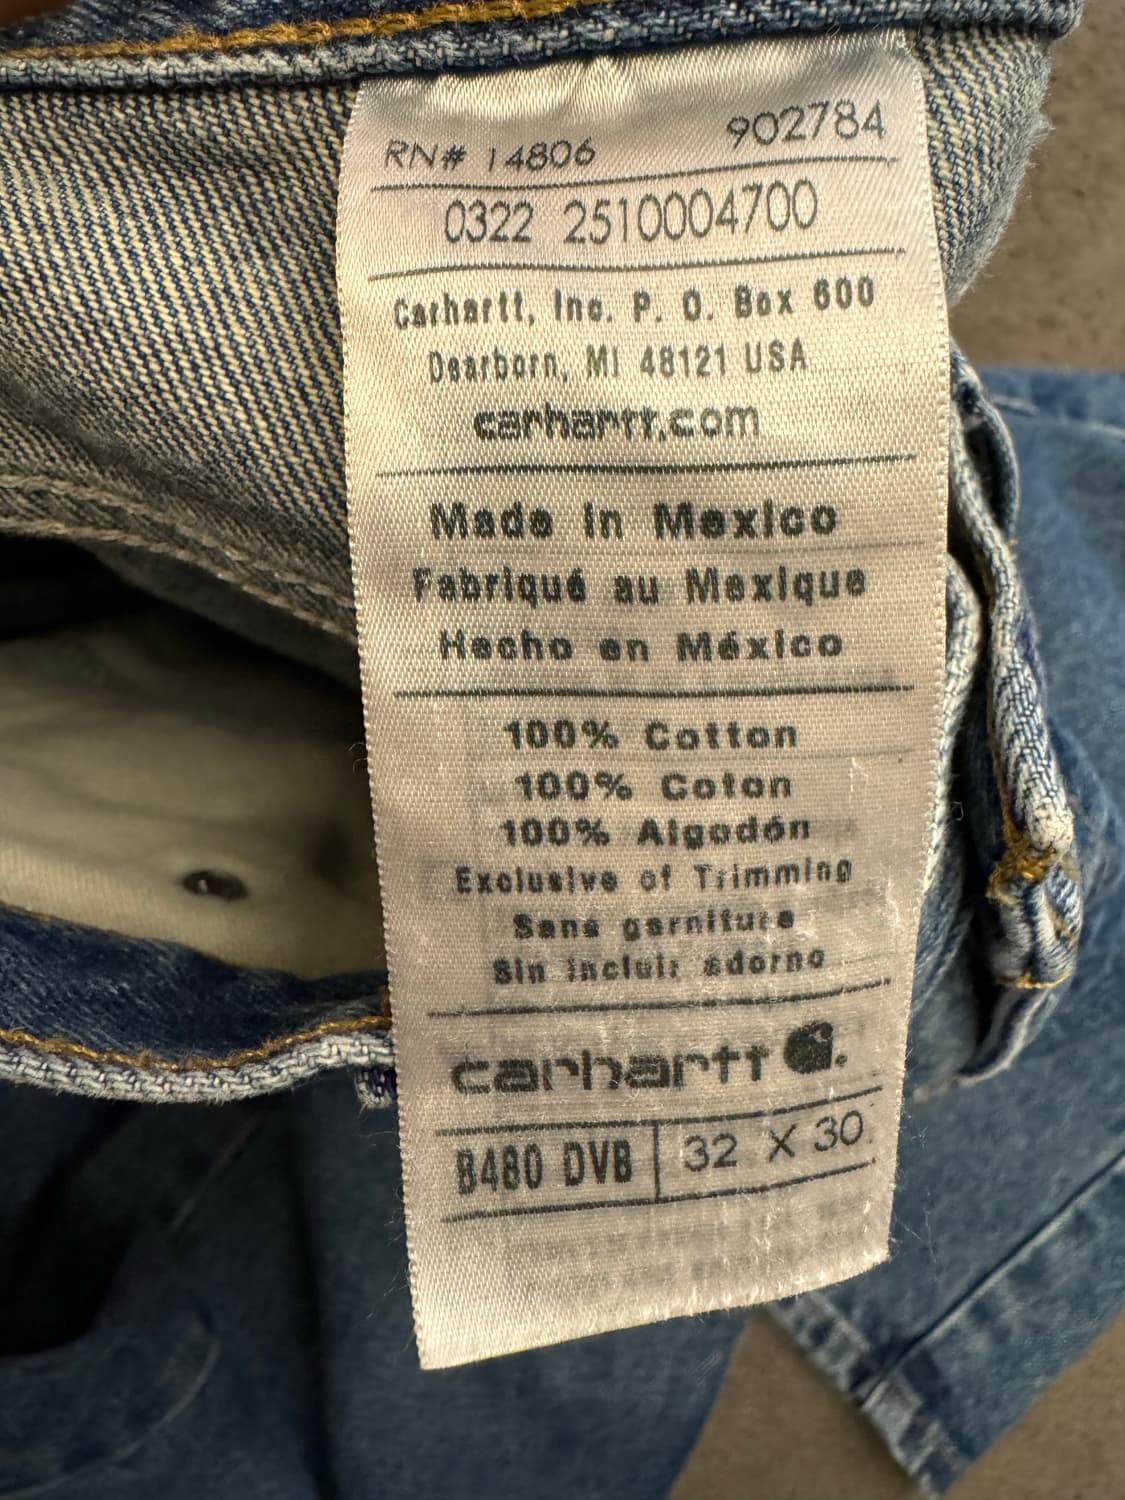 RN# 14806 902784
0322 2510004700
Carhartt, Inc. P. O. Box 600
Dearborn, MI 48121 USA
carhartt.com
Made in Mexico
Fabriqué au Mexique
Hecho en México
100% Cotton
100% Coton
100% Algodón
Exclusive of Trimming
Sans garniture
Sin incluir adorno
carhartt
B480 DVB 32 X 30